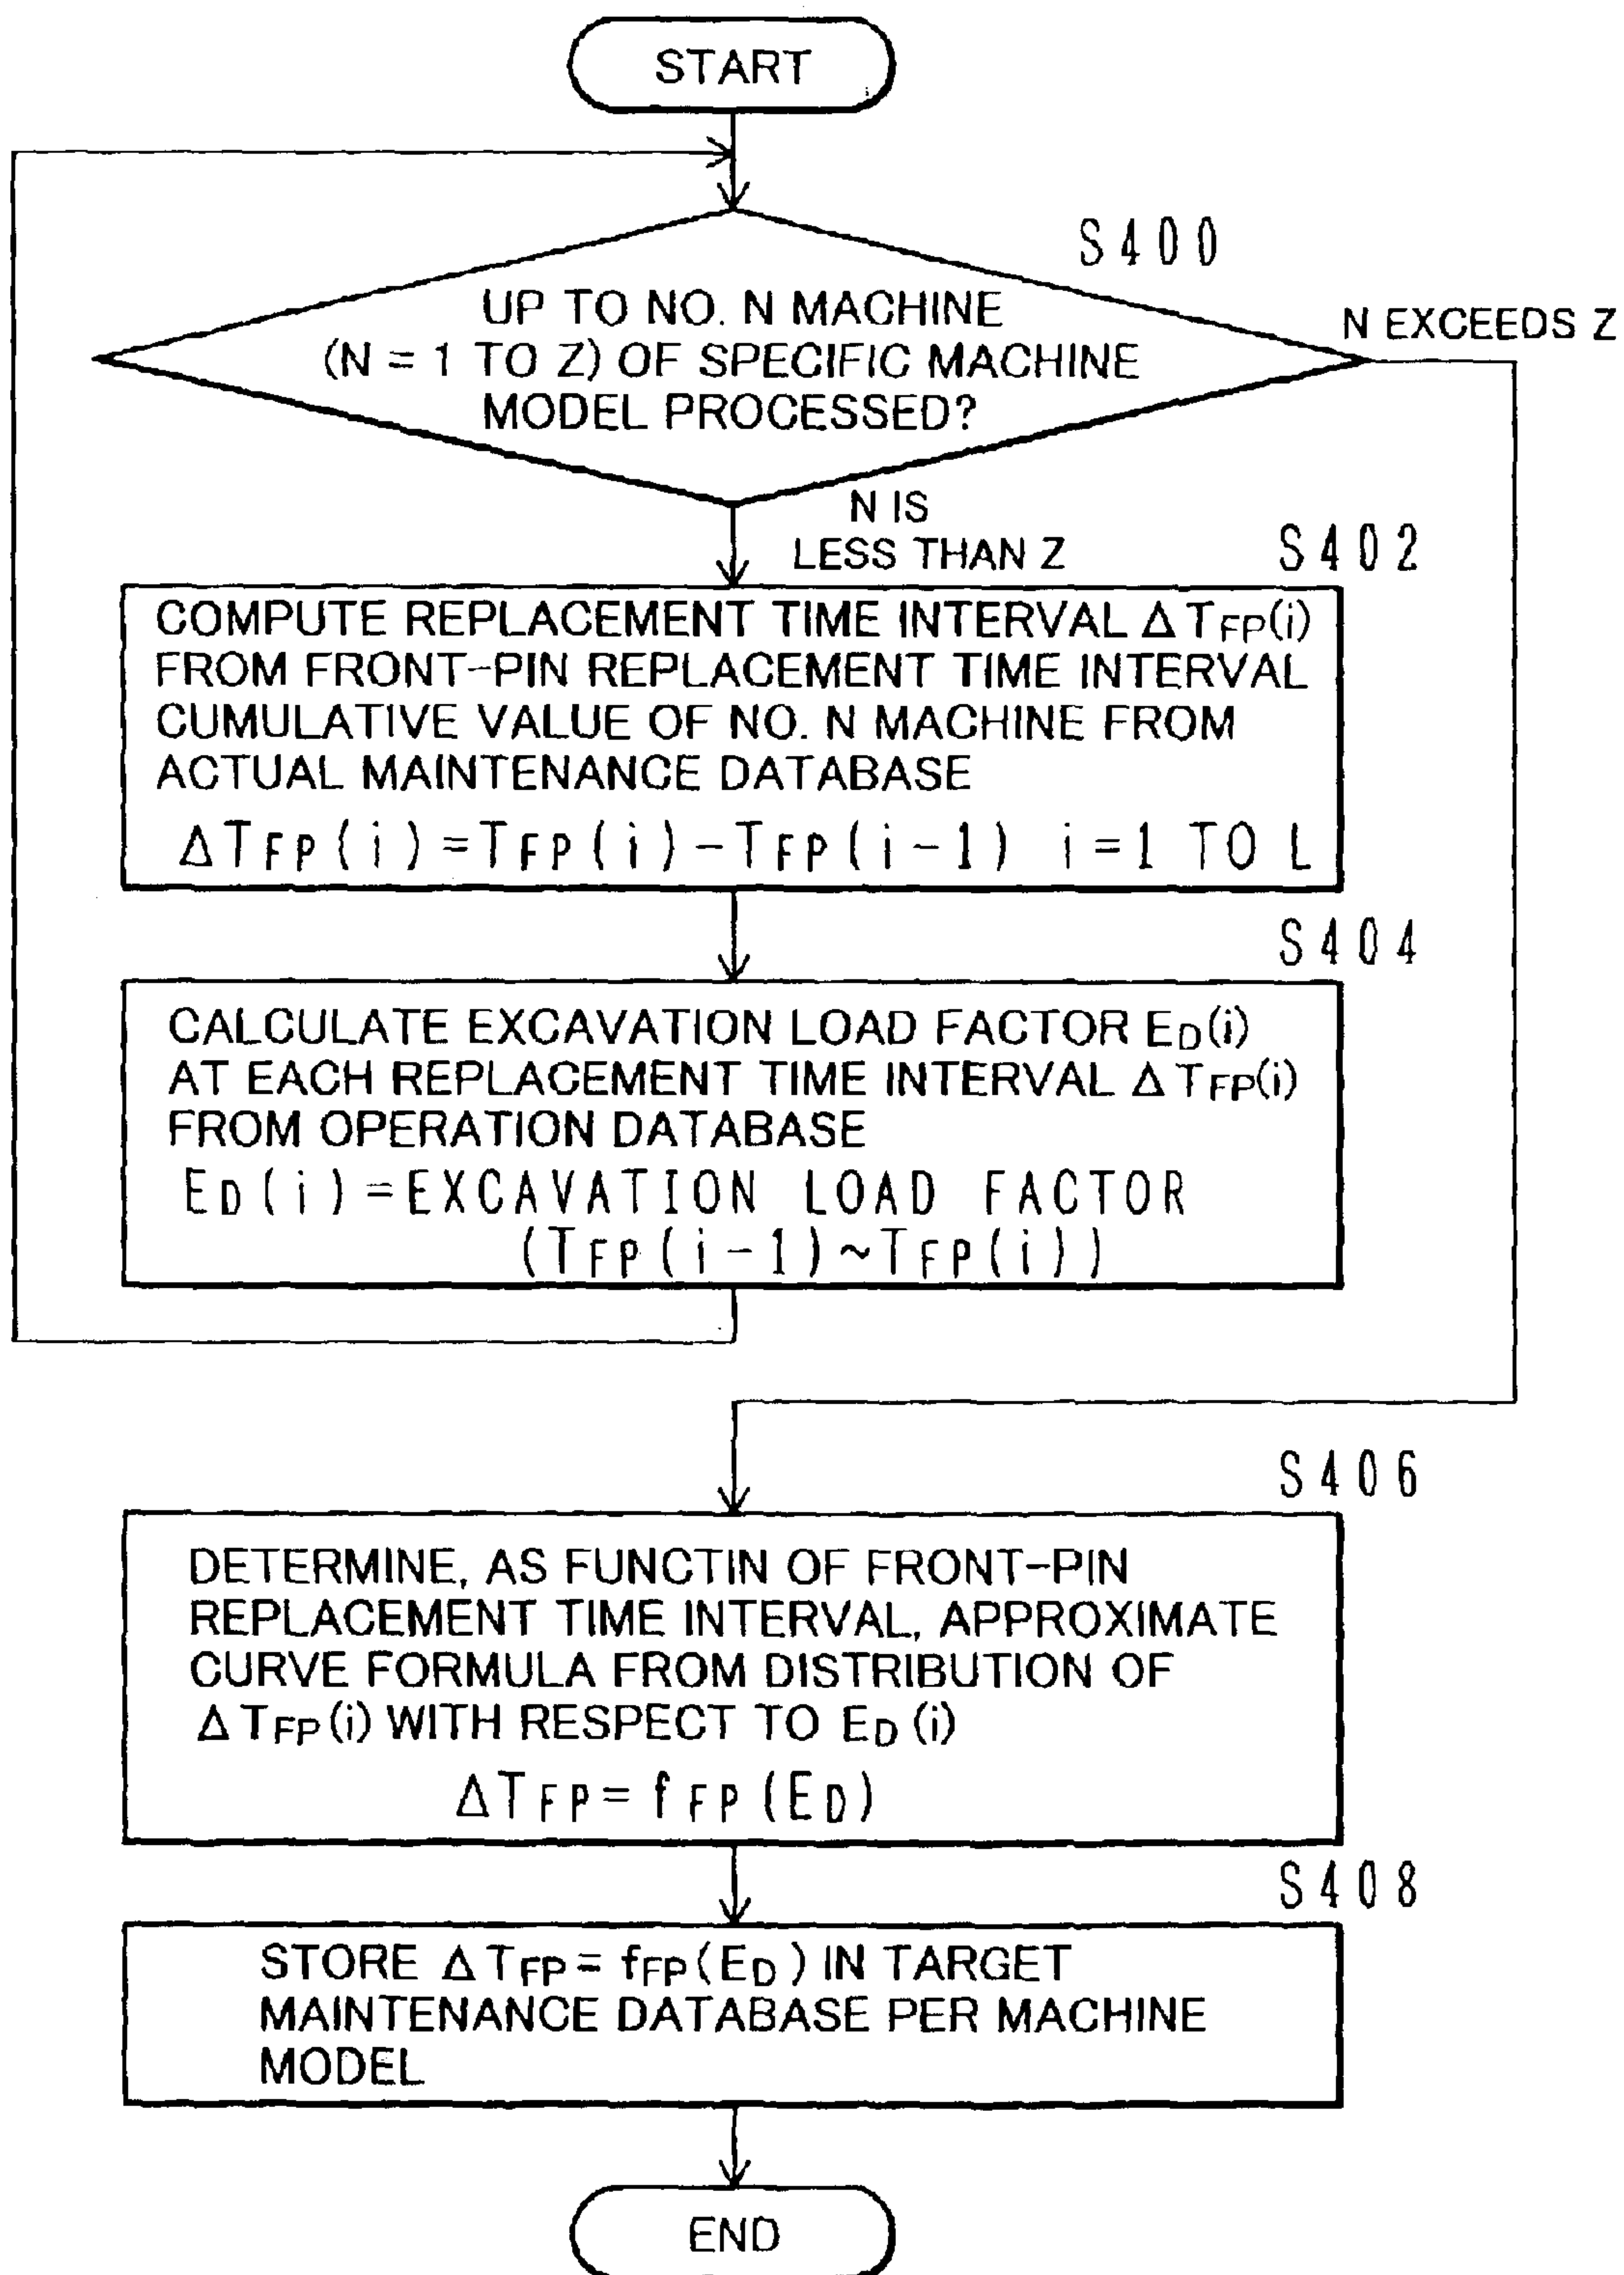 START
S400
UP TO NO. N MACHINE
(N = 1 TO Z) OF SPECIFIC MACHINE
MODEL PROCESSED?
N EXCEEDS Z
N IS
LESS THAN Z
S402
COMPUTE REPLACEMENT TIME INTERVAL ΔTFP(i)
FROM FRONT-PIN REPLACEMENT TIME INTERVAL
CUMULATIVE VALUE OF NO. N MACHINE FROM
ACTUAL MAINTENANCE DATABASE
ΔTFP(i)=TFP(i)-TFP(i-1) i=1 TO L
S404
CALCULATE EXCAVATION LOAD FACTOR ED(i)
AT EACH REPLACEMENT TIME INTERVAL ΔTFP(i)
FROM OPERATION DATABASE
ED(i)=EXCAVATION LOAD FACTOR
(TFP(i-1)~TFP(i))
S406
DETERMINE, AS FUNCTIN OF FRONT-PIN
REPLACEMENT TIME INTERVAL, APPROXIMATE
CURVE FORMULA FROM DISTRIBUTION OF
ΔTFP(i) WITH RESPECT TO ED(i)
ΔTFP=fFP(ED)
S408
STORE ΔTFP=fFP(ED) IN TARGET
MAINTENANCE DATABASE PER MACHINE
MODEL
END